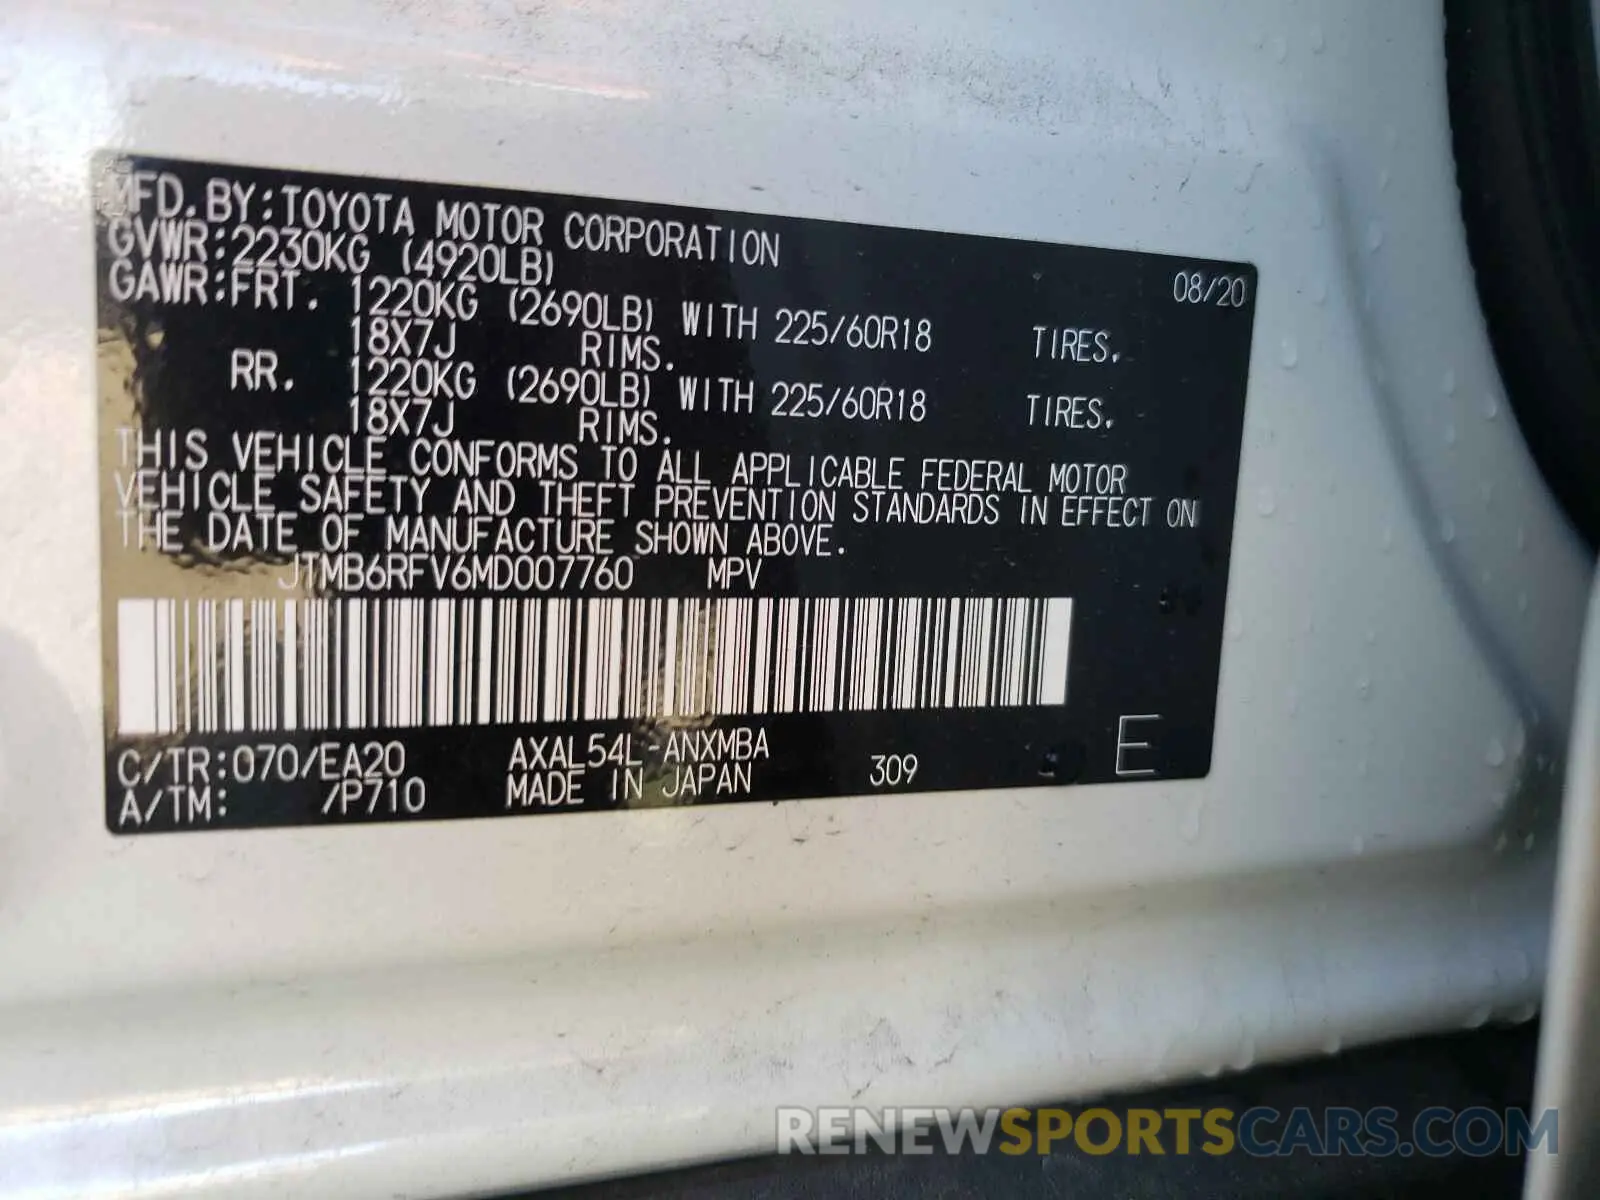 MFD.BY:TOYOTA MOTOR CORPORATION 08/20
GVWR:2230KG (4920LB)
GAWR:FRT. 1220KG (2690LB) WITH 225/60R18 TIRES.
18X7J RIMS.
RR. 1220KG (2690LB) WITH 225/60R18 TIRES.
18X7J RIMS.
THIS VEHICLE CONFORMS TO ALL APPLICABLE FEDERAL MOTOR
VEHICLE SAFETY AND THEFT PREVENTION STANDARDS IN EFFECT ON
THE DATE OF MANUFACTURE SHOWN ABOVE.
JTMB6RFV6MD007760 MPV
C/TR:070/EA20 AXAL54L-ANXMBA
A/TM: /P710 MADE IN JAPAN 309 E
RENEWSPORTSCARS.COM